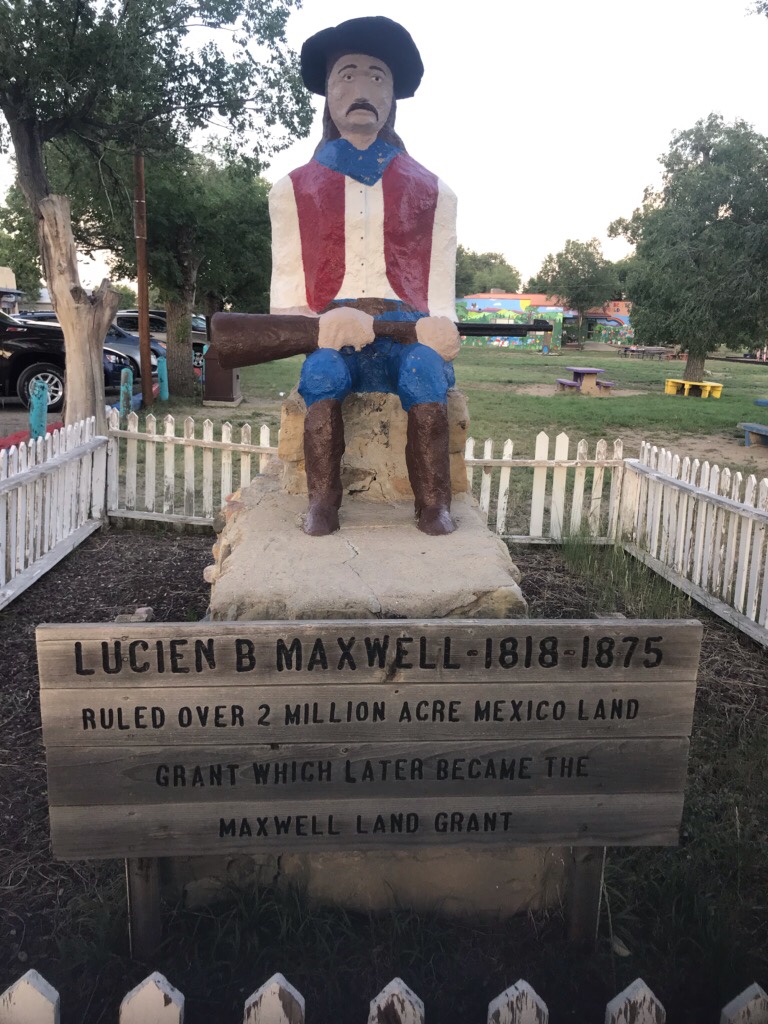 LUCIEN B MAXWELL-1818-1875
RULED OVER 2 MILLION ACRE MEXICO LAND
GRANT WHICH LATER BECAME THE
MAXWELL LAND GRANT